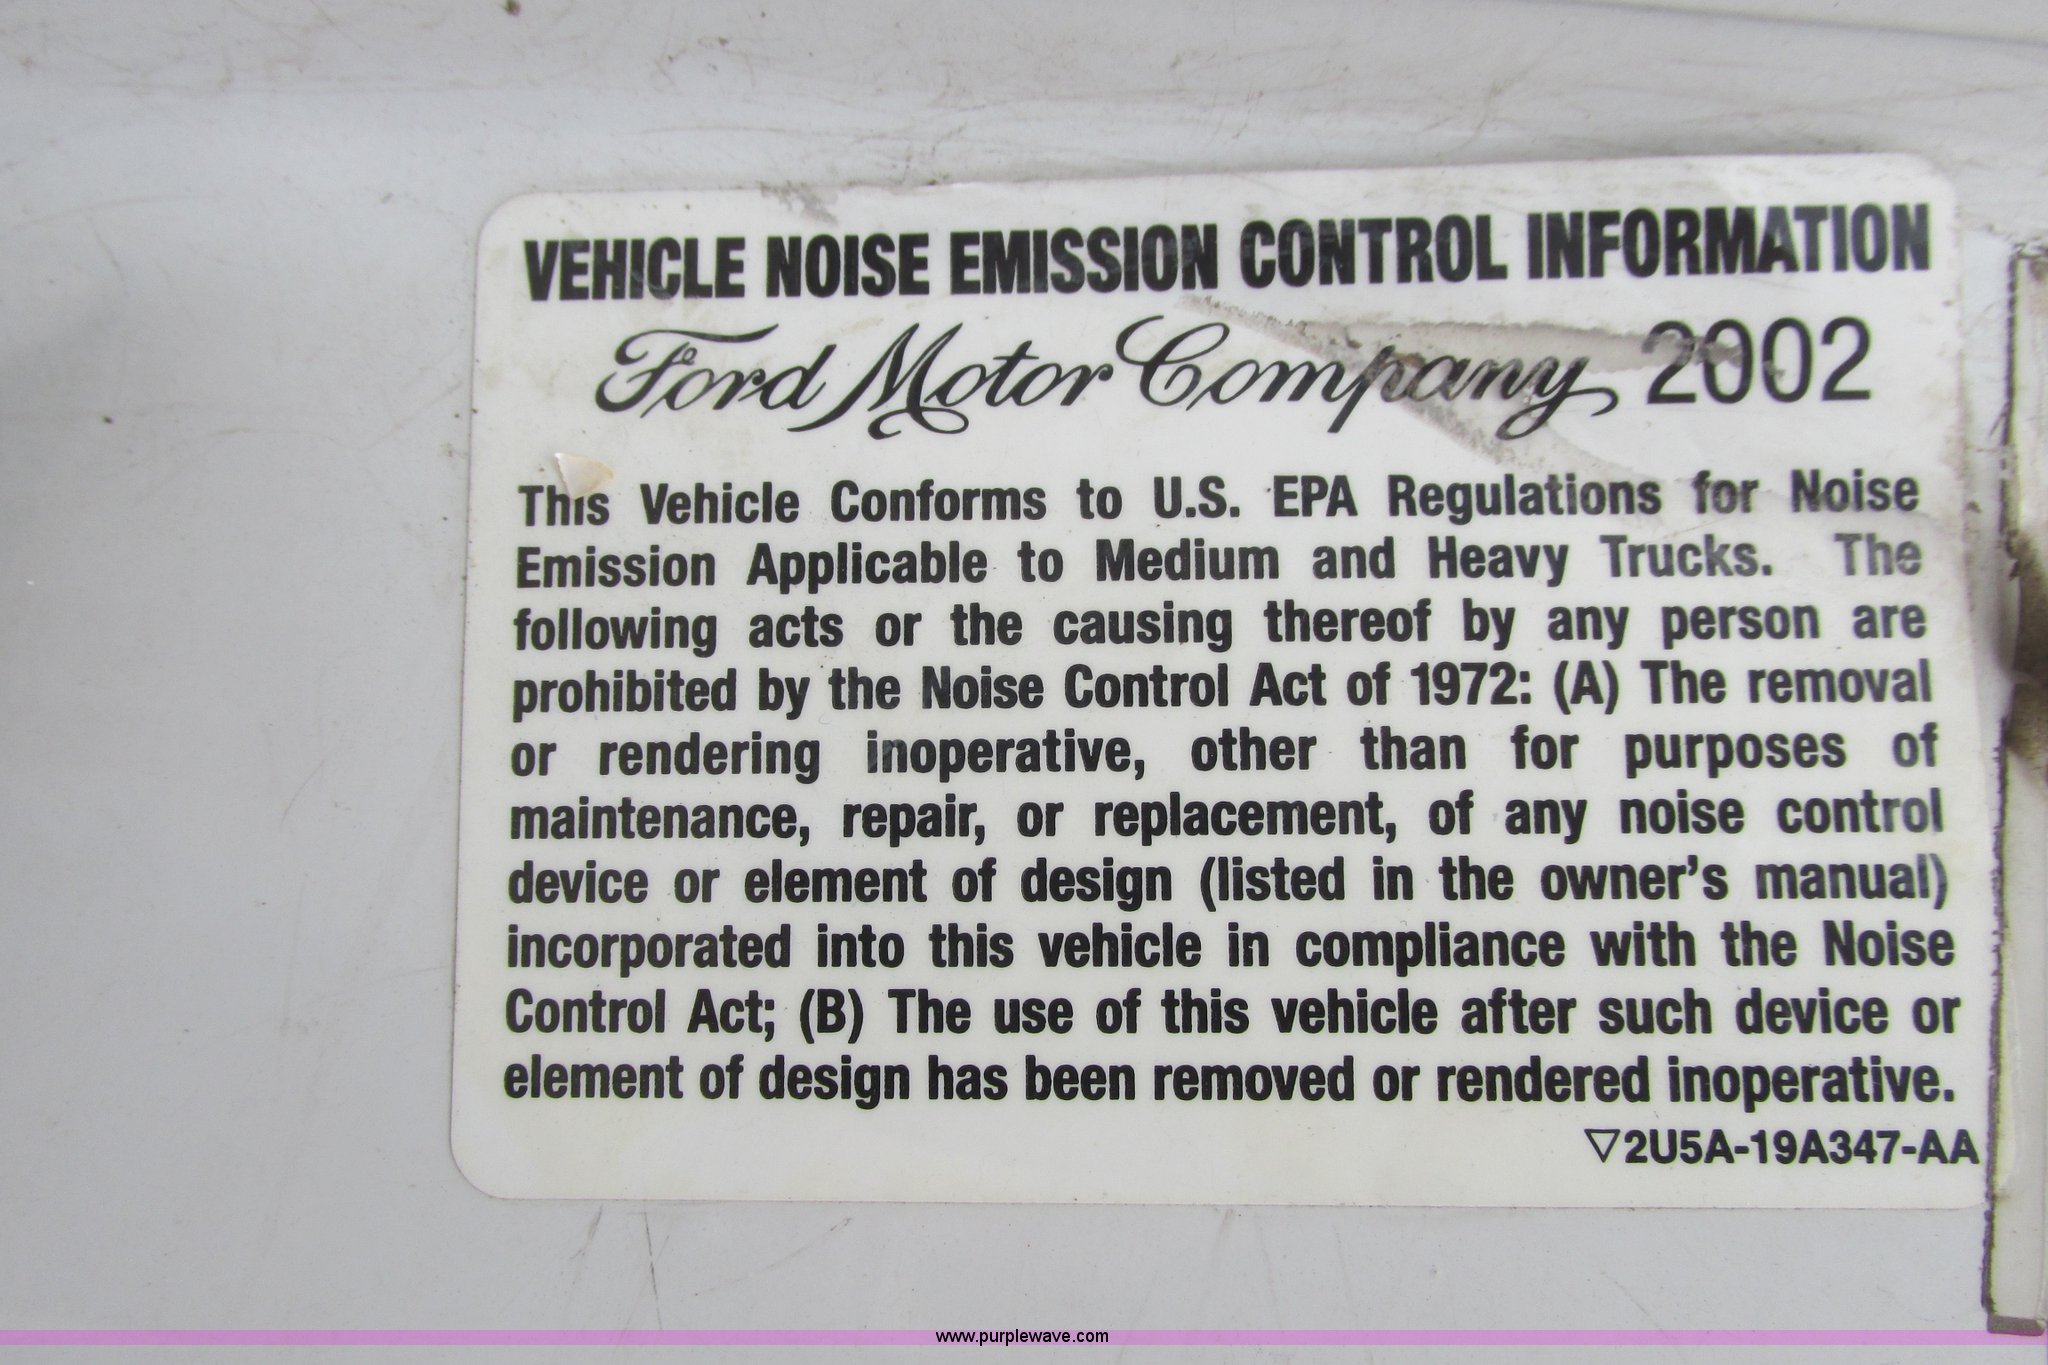 VEHICLE NOISE EMISSION CONTROL INFORMATION
Ford Motor Company 2002
This Vehicle Conforms to U.S. EPA Regulations for Noise
Emission Applicable to Medium and Heavy Trucks. The
following acts or the causing thereof by any person are
prohibited by the Noise Control Act of 1972: (A) The removal
or rendering inoperative, other than for purposes of
maintenance, repair, or replacement, of any noise control
device or element of design (listed in the owner's manual)
incorporated into this vehicle in compliance with the Noise
Control Act; (B) The use of this vehicle after such device or
element of design has been removed or rendered inoperative.
▽2U5A-19A347-AA
www.purplewave.com